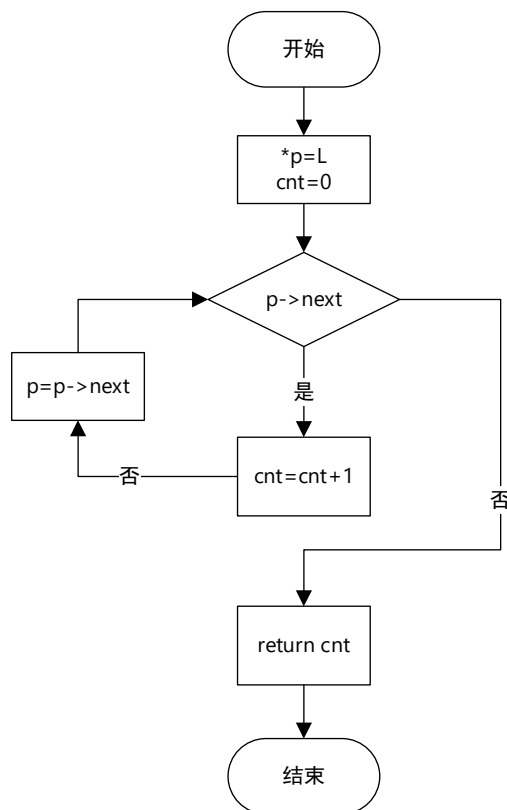 开始
*p=L
cnt=0
p->next
是
p=p->next
cnt=cnt+1
否
否
return cnt
结束